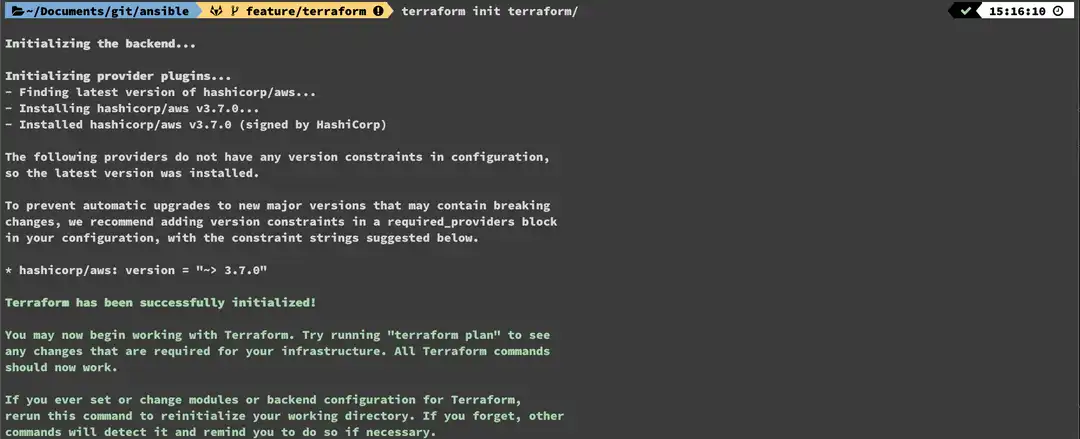 ~/Documents/git/ansible feature/terraform terraform init terraform/ 15:16:10
Initializing the backend...
Initializing provider plugins...
- Finding latest version of hashicorp/aws...
- Installing hashicorp/aws v3.7.0...
- Installed hashicorp/aws v3.7.0 (signed by HashiCorp)
The following providers do not have any version constraints in configuration,
so the latest version was installed.
To prevent automatic upgrades to new major versions that may contain breaking
changes, we recommend adding version constraints in a required_providers block
in your configuration, with the constraint strings suggested below.
* hashicorp/aws: version = "~> 3.7.0"
Terraform has been successfully initialized!
You may now begin working with Terraform. Try running "terraform plan" to see
any changes that are required for your infrastructure. All Terraform commands
should now work.
If you ever set or change modules or backend configuration for Terraform,
rerun this command to reinitialize your working directory. If you forget, other
commands will detect it and remind you to do so if necessary.